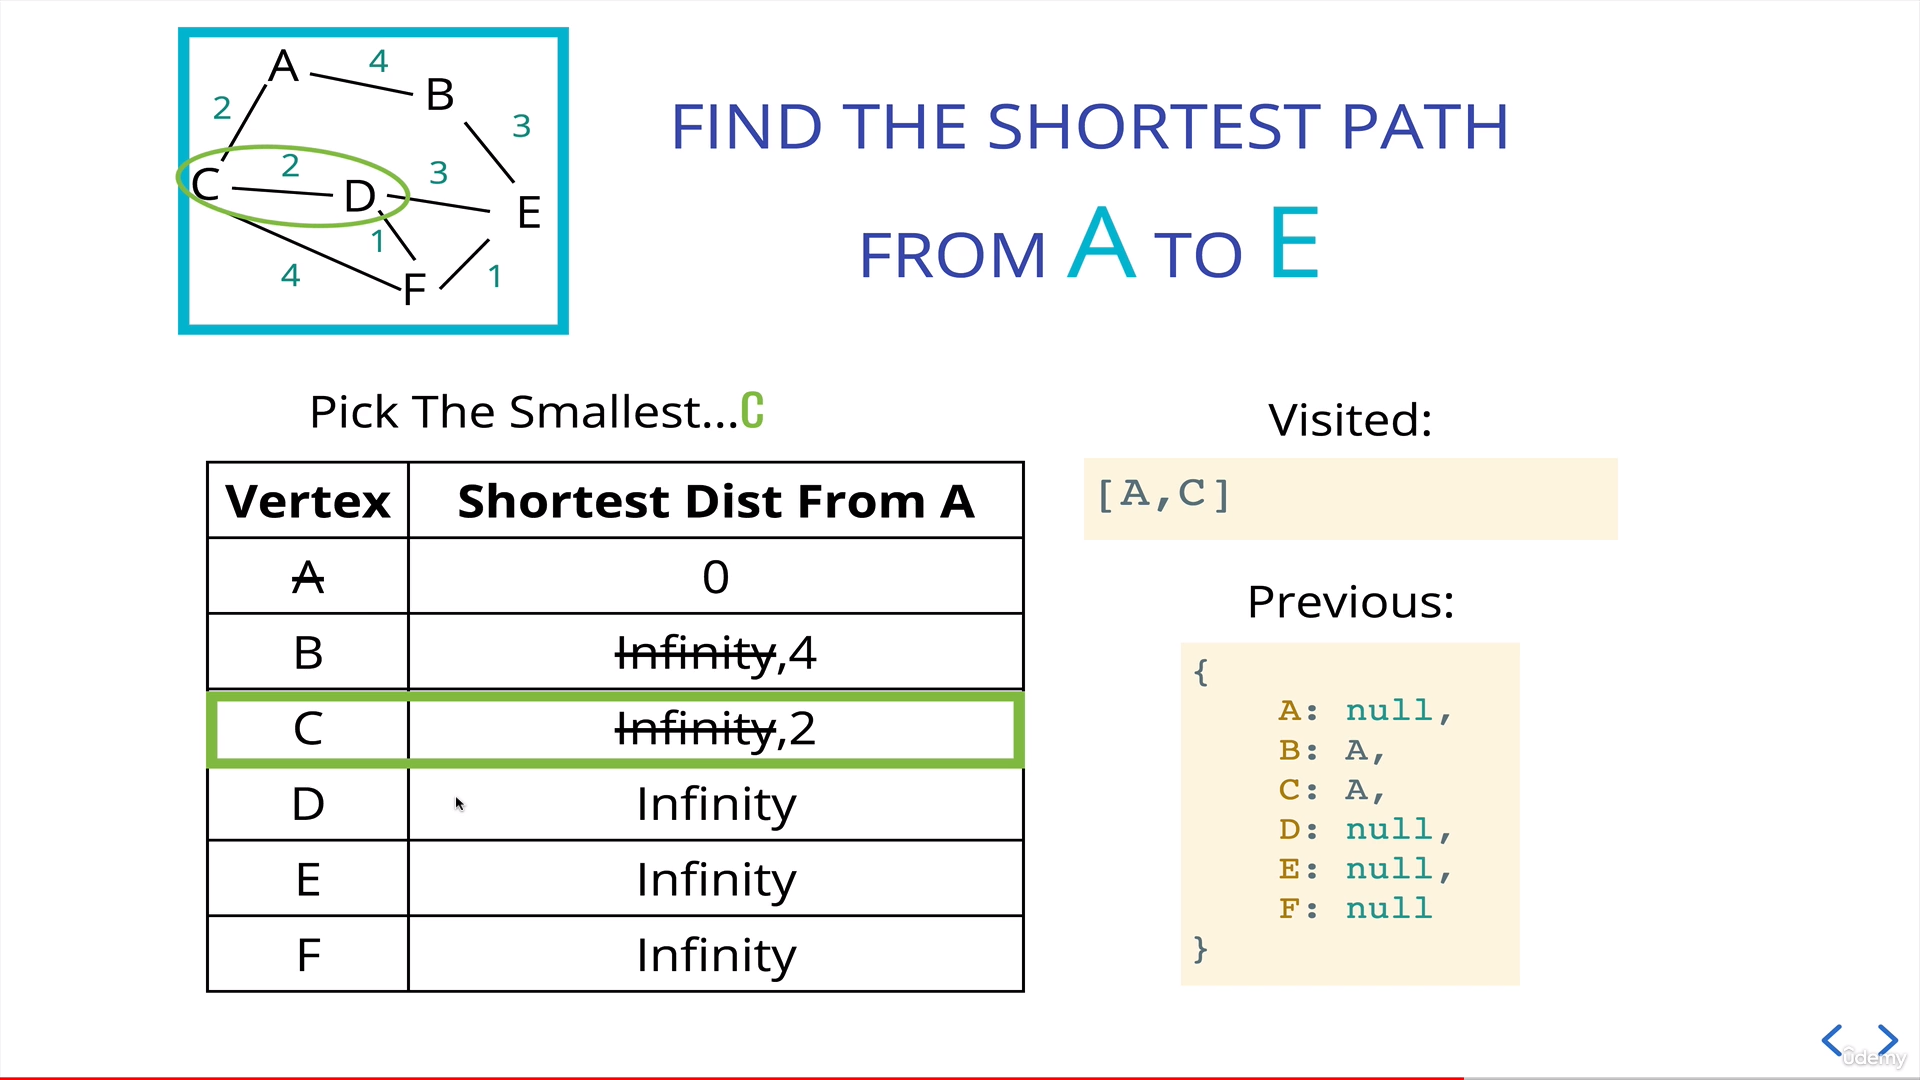 A
4
B
2
3
2
3
C
D
E
1
4
F
1
FIND THE SHORTEST PATH
FROM A TO E
Pick The Smallest...C
Vertex Shortest Dist From A
A 0
B Infinity,4
C Infinity,2
D Infinity
E Infinity
F Infinity
Visited:
[A,C]
Previous:
{
A: null,
B: A,
C: A,
D: null,
E: null,
F: null
}
ûdemy